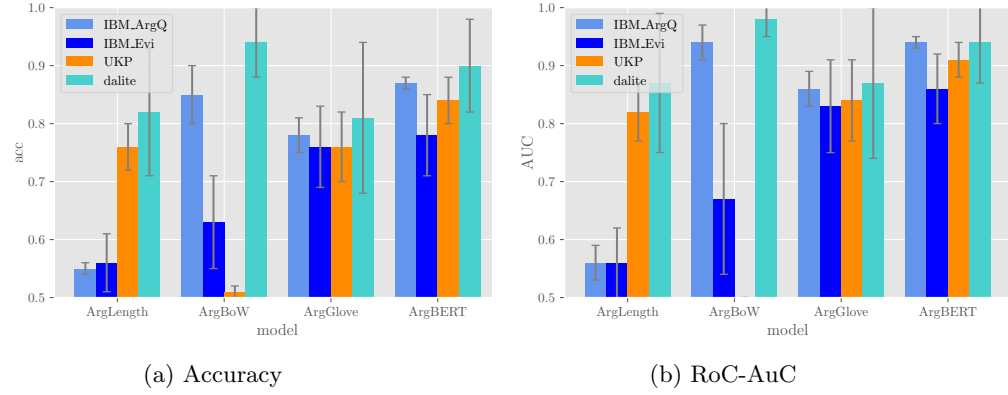 1.0
0.9
0.8
0.7
0.6
0.5
acc
IBM_ArgQ
IBM_Evi
UKP
dalite
ArgLength ArgBoW ArgGlove ArgBERT
model
(a) Accuracy
1.0
0.9
0.8
0.7
0.6
0.5
AUC
IBM_ArgQ
IBM_Evi
UKP
dalite
ArgLength ArgBoW ArgGlove ArgBERT
model
(b) RoC-AuC